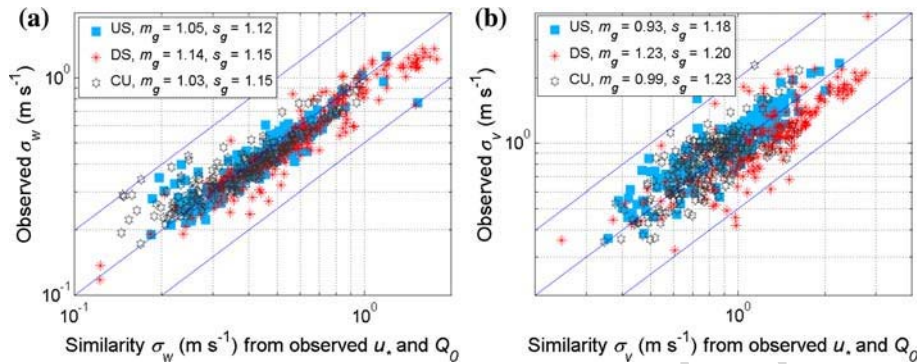 (a)
US, m_g = 1.05, s_g = 1.12
DS, m_g = 1.14, s_g = 1.15
CU, m_g = 1.03, s_g = 1.15
Observed σ_w (m s⁻¹)
10⁰
10⁻¹
10⁻¹ 10⁰
Similarity σ_w (m s⁻¹) from observed u_* and Q_0
(b)
US, m_g = 0.93, s_g = 1.18
DS, m_g = 1.23, s_g = 1.20
CU, m_g = 0.99, s_g = 1.23
Observed σ_v (m s⁻¹)
10⁰
10⁰
Similarity σ_v (m s⁻¹) from observed u_* and Q_0